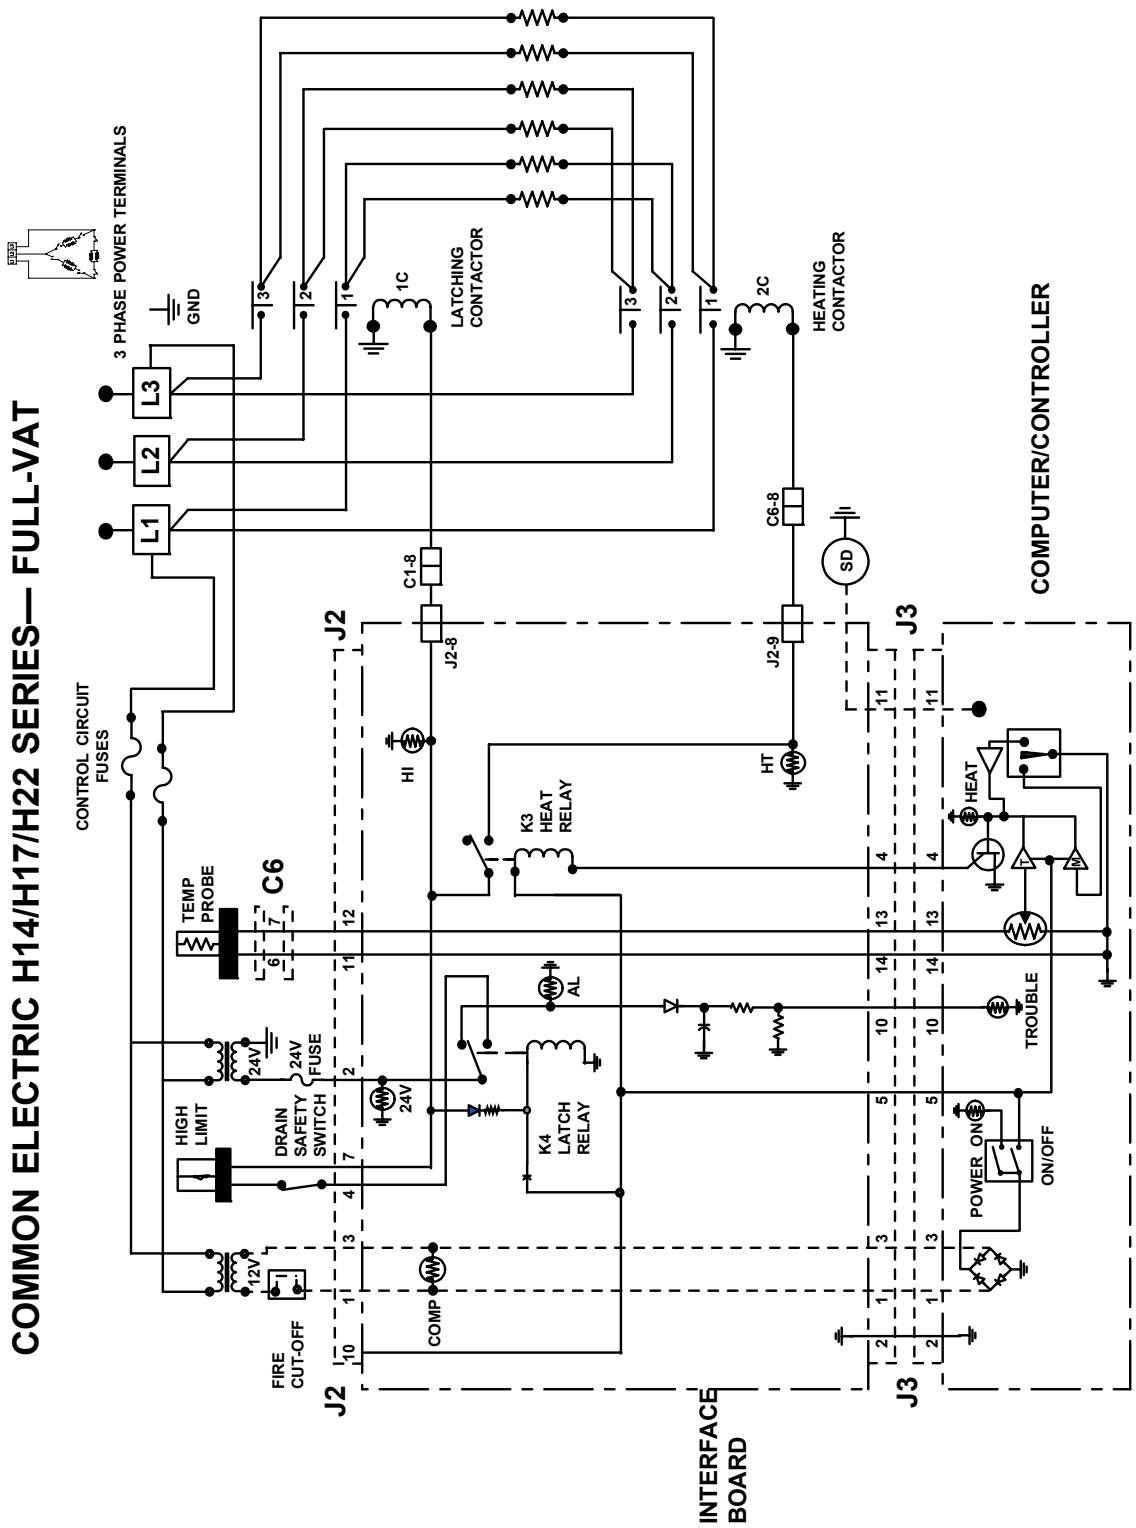 COMMON ELECTRIC H14/H17/H22 SERIES— FULL-VAT
3 PHASE POWER TERMINALS
GND
L1
L2
L3
CONTROL CIRCUIT
FUSES
12V
FIRE
CUT-OFF
HIGH
LIMIT
DRAIN
SAFETY
SWITCH
24V
24V
FUSE
TEMP
PROBE
C6
6
7
J2
10
1
3
4
7
2
11
12
J2
3
2
1
1C
LATCHING
CONTACTOR
C1-8
J2-8
HI
24V
COMP
K4
LATCH
RELAY
AL
K3
HEAT
RELAY
HT
J2-9
C6-8
3
2
1
2C
HEATING
CONTACTOR
SD
INTERFACE
BOARD
J3
2
1
3
5
10
14
13
4
11
J3
2
1
3
5
10
14
13
4
11
POWER ON
ON/OFF
TROUBLE
HEAT
T
M
COMPUTER/CONTROLLER